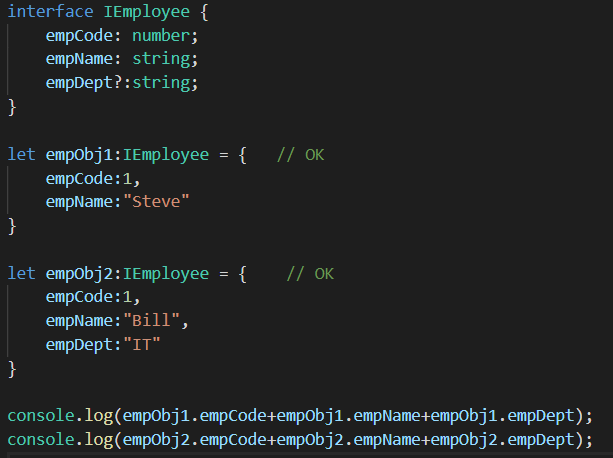 interface IEmployee {
    empCode: number;
    empName: string;
    empDept?:string;
}
let empObj1:IEmployee = {   // OK
    empCode:1,
    empName:"Steve"
}
let empObj2:IEmployee = {    // OK
    empCode:1,
    empName:"Bill",
    empDept:"IT"
}
console.log(empObj1.empCode+empObj1.empName+empObj1.empDept);
console.log(empObj2.empCode+empObj2.empName+empObj2.empDept);